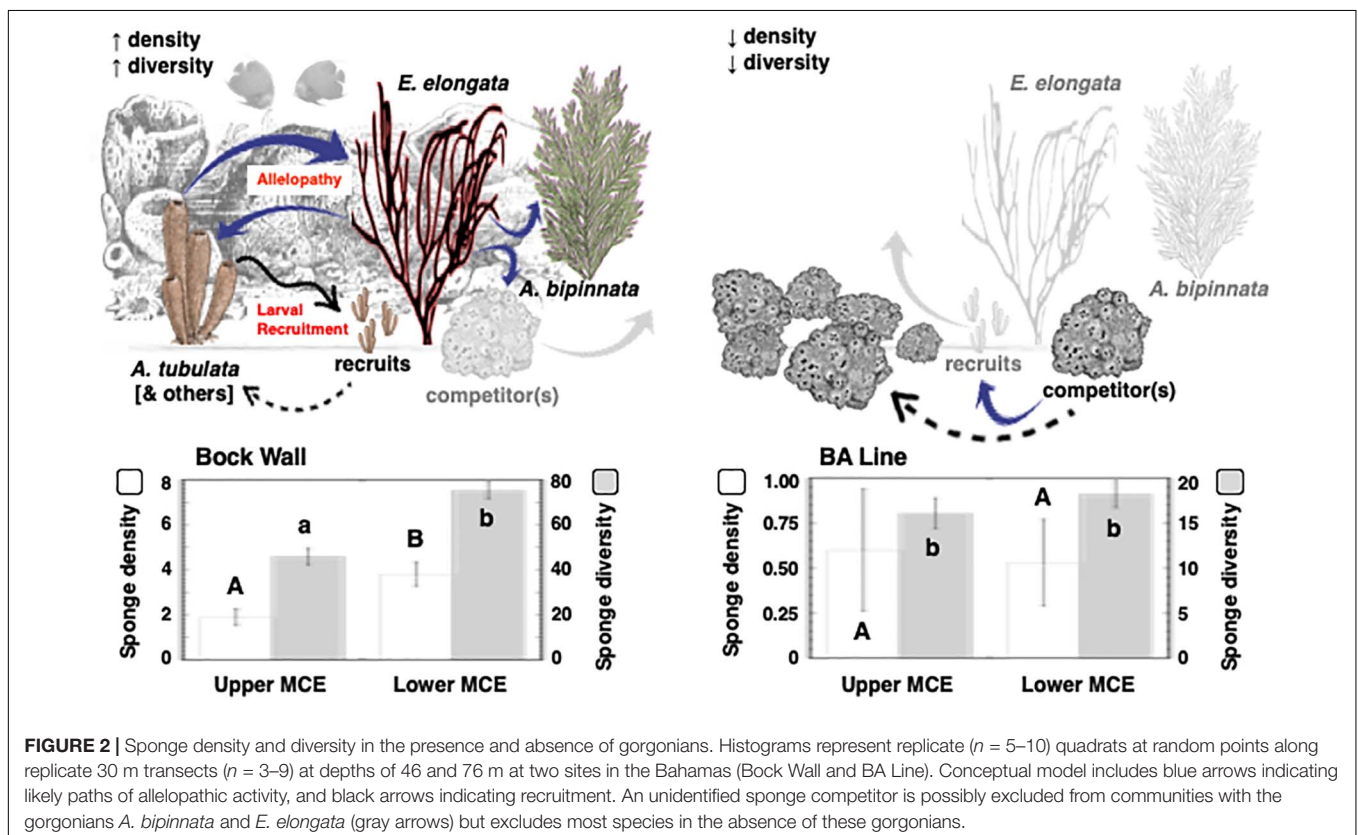 ↑ density
↑ diversity
E. elongata
Allelopathy
A. bipinnata
Larval
Recruitment
A. tubulata
[& others]
recruits
competitor(s)
↓ density
↓ diversity
E. elongata
A. bipinnata
recruits
competitor(s)
Bock Wall
Sponge density
8
6
4
2
0
A
a
B
b
80
60
40
20
0
Sponge diversity
Upper MCE
Lower MCE
BA Line
Sponge density
1.00
0.75
0.50
0.25
0
A
b
A
b
20
15
10
5
0
Sponge diversity
Upper MCE
Lower MCE
FIGURE 2 | Sponge density and diversity in the presence and absence of gorgonians. Histograms represent replicate (n = 5–10) quadrats at random points along
replicate 30 m transects (n = 3–9) at depths of 46 and 76 m at two sites in the Bahamas (Bock Wall and BA Line). Conceptual model includes blue arrows indicating
likely paths of allelopathic activity, and black arrows indicating recruitment. An unidentified sponge competitor is possibly excluded from communities with the
gorgonians A. bipinnata and E. elongata (gray arrows) but excludes most species in the absence of these gorgonians.